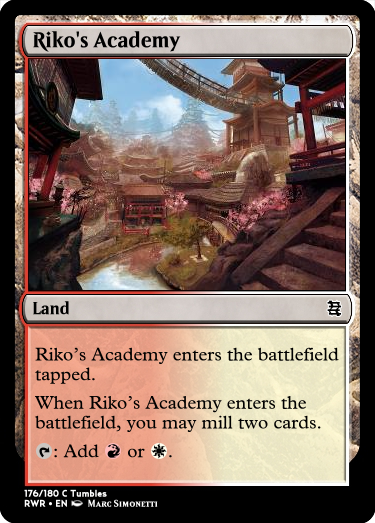 Riko's Academy
Land
Riko's Academy enters the battlefield
tapped.
When Riko's Academy enters the
battlefield, you may mill two cards.
: Add or .
176/180 C Tumbles
RWR • EN Marc Simonetti